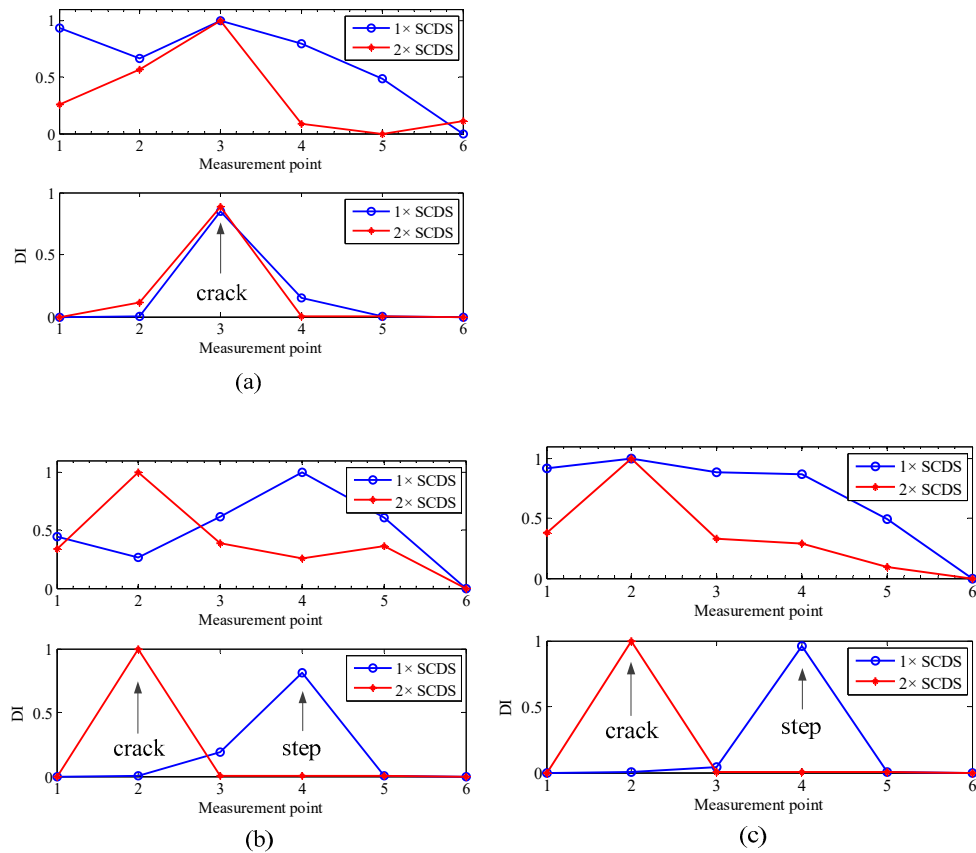 1
0.5
0
1× SCDS
2× SCDS
1 2 3 4 5 6
Measurement point
1
0.5
0
DI
1× SCDS
2× SCDS
crack
1 2 3 4 5 6
Measurement point
(a)
1
0.5
0
1× SCDS
2× SCDS
1 2 3 4 5 6
Measurement point
1
0.5
0
DI
1× SCDS
2× SCDS
crack
step
1 2 3 4 5 6
Measurement point
(b)
1
0.5
0
1× SCDS
2× SCDS
1 2 3 4 5 6
Measurement point
1
0.5
0
DI
1× SCDS
2× SCDS
crack
step
1 2 3 4 5 6
Measurement point
(c)